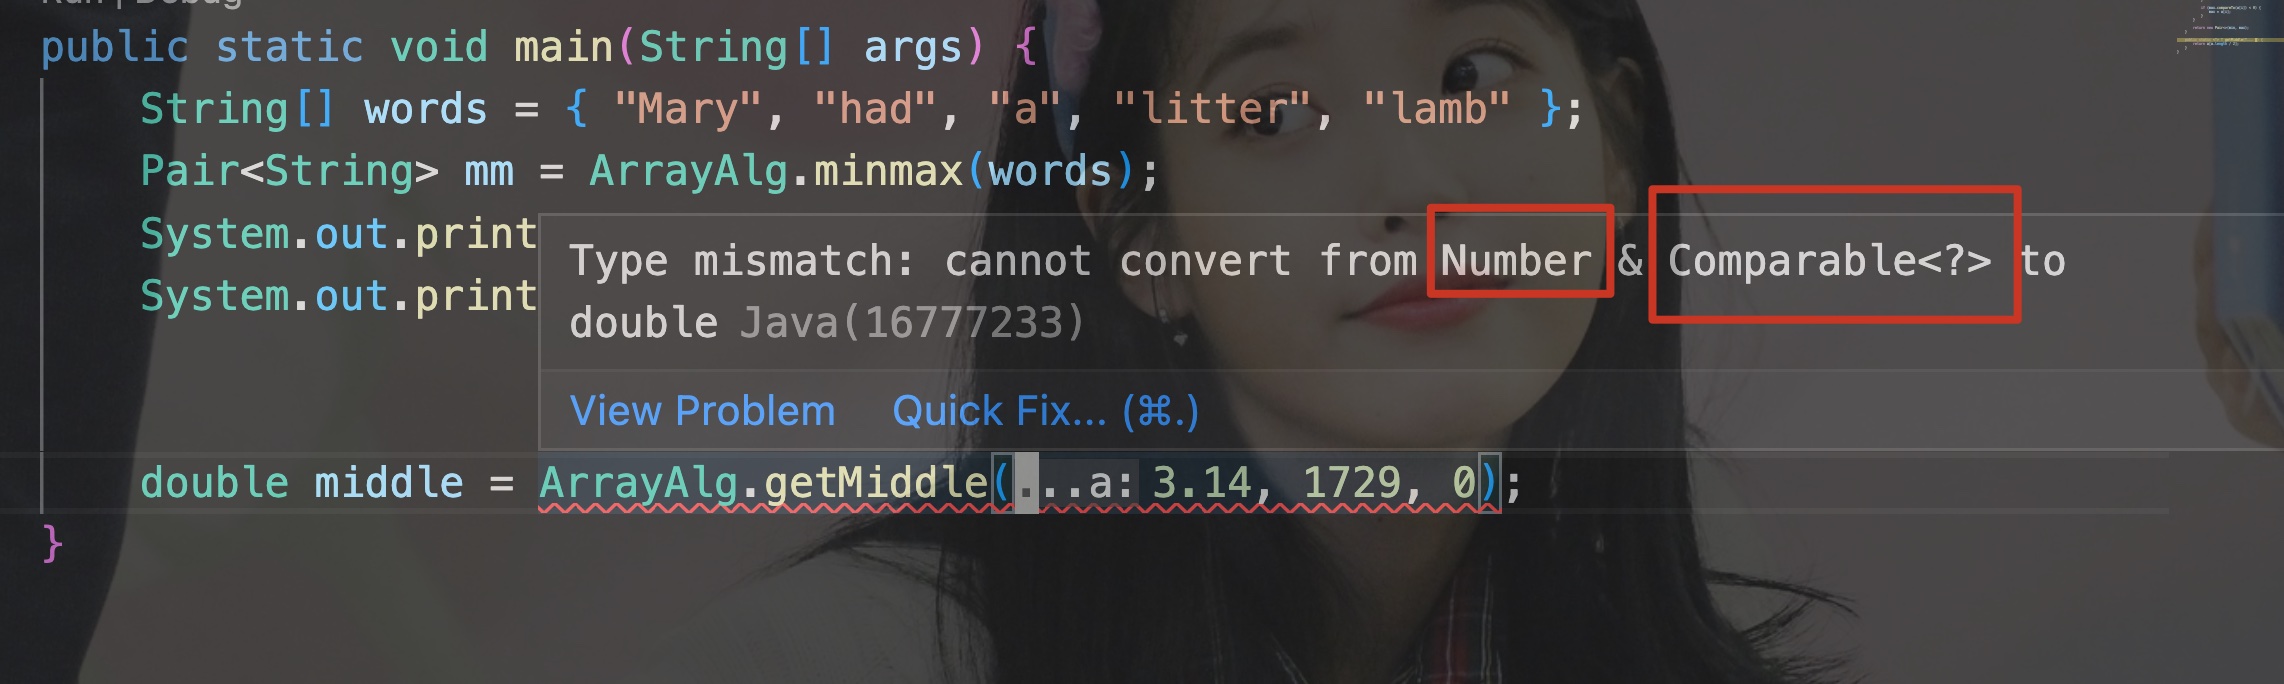 Run | Debug
public static void main(String[] args) {
String[] words = { "Mary", "had", "a", "litter", "lamb" };
Pair<String> mm = ArrayAlg.minmax(words);
System.out.print
System.out.print
Type mismatch: cannot convert from Number & Comparable<?> to
double Java(16777233)
View Problem Quick Fix... (⌘.)
double middle = ArrayAlg.getMiddle(...a: 3.14, 1729, 0);
}